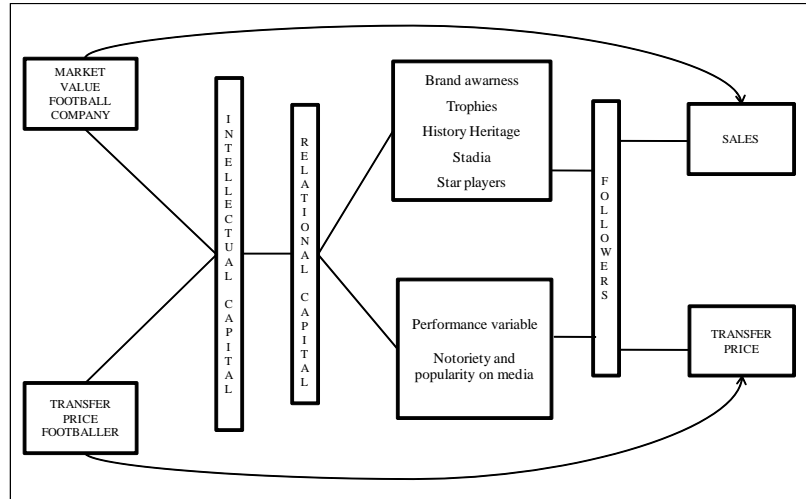 MARKET
VALUE
FOOTBALL
COMPANY
TRANSFER
PRICE
FOOTBALLER
INTELLECTUAL CAPITAL
RELATIONAL CAPITAL
Brand awarness
Trophies
History Heritage
Stadia
Star players
Performance variable
Notoriety and
popularity on media
FOLLOWERS
SALES
TRANSFER
PRICE